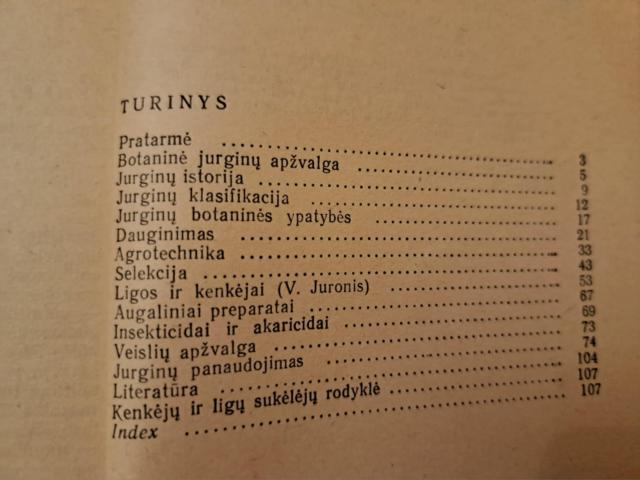 TURINYS
Pratarmė ........ 3
Botaninė jurginų apžvalga ........ 5
Jurginų istorija ........ 9
Jurginų klasifikacija ........ 12
Jurginų botaninės ypatybės ........ 17
Dauginimas ........ 21
Agrotechnika ........ 33
Selekcija ........ 43
Ligos ir kenkėjai (V. Juronis) ........ 53
Augaliniai preparatai ........ 67
Insekticidai ir akaricidai ........ 69
Veislių apžvalga ........ 73
Jurginų panaudojimas ........ 74
Literatūra ........ 104
Kenkėjų ir ligų sukėlėjų rodyklė ........ 107
Index ........ 107